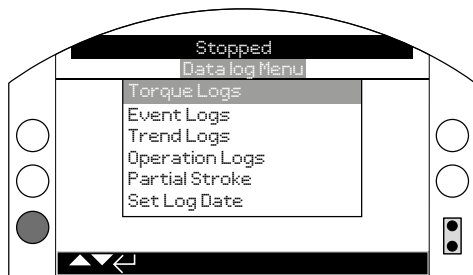 Stopped
Data log Menu
Torque Logs
Event Logs
Trend Logs
Operation Logs
Partial Stroke
Set Log Date